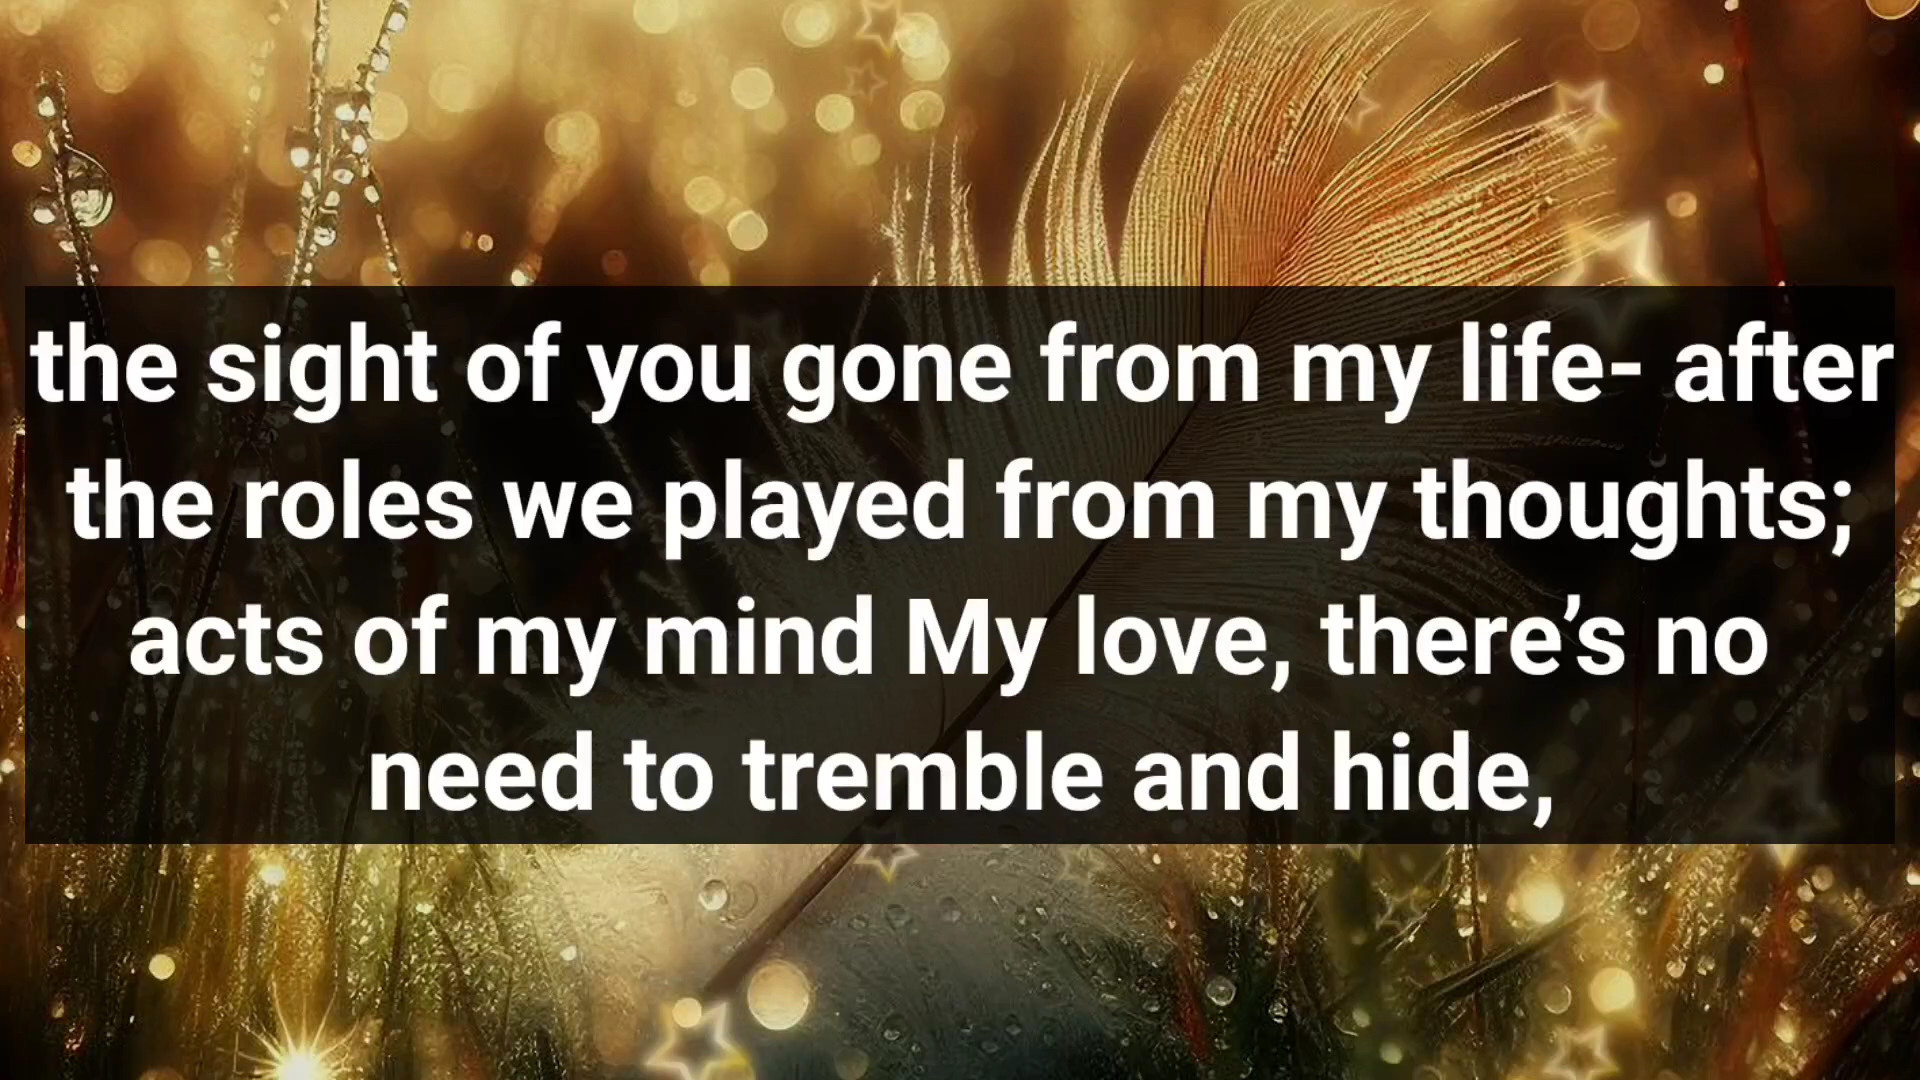 the sight of you gone from my life- after
the roles we played from my thoughts;
acts of my mind My love, there’s no
need to tremble and hide,